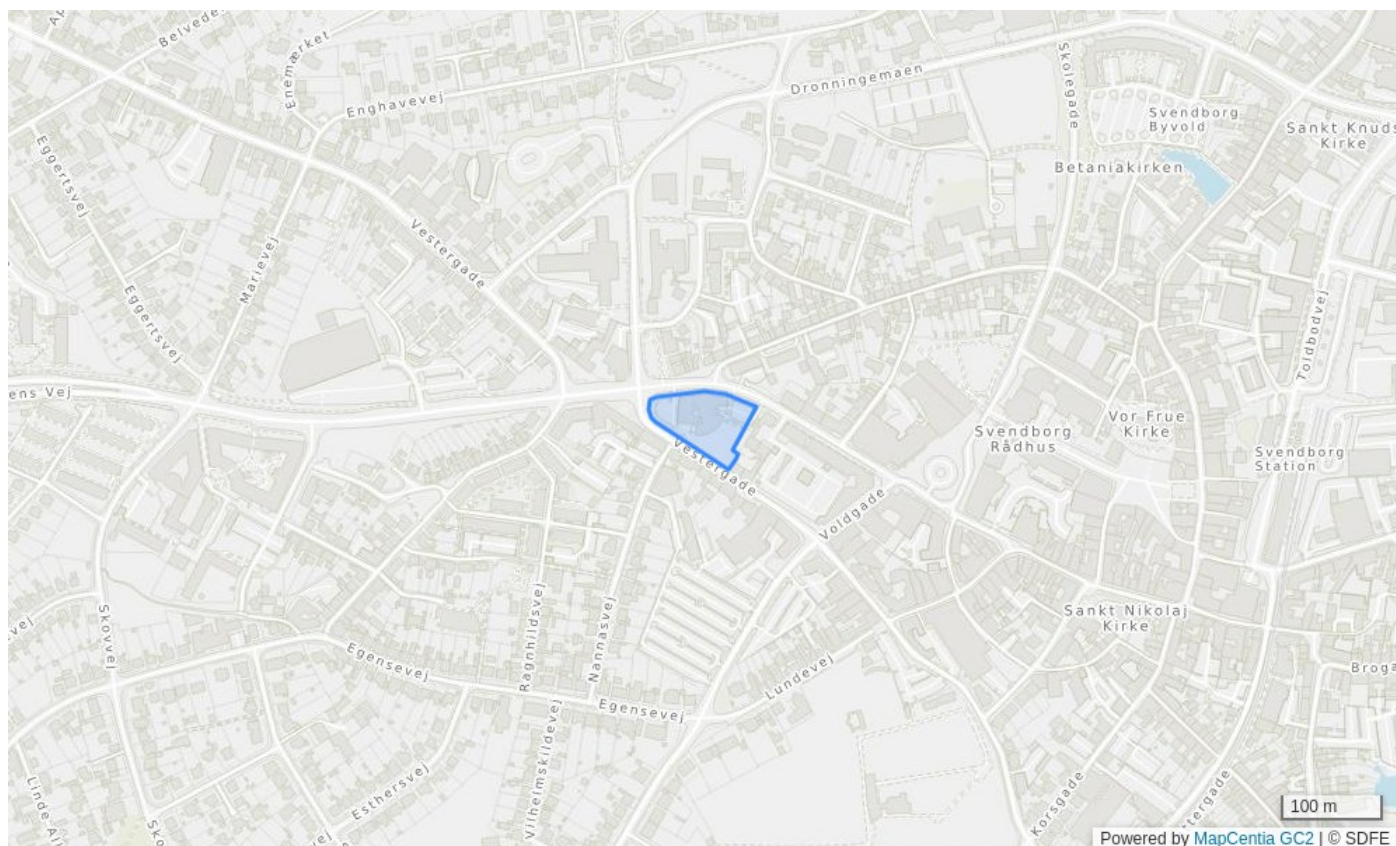 Belvede
Enemærket
Enghavevej
Dronningemaen
Skolegade
Svendborg
Byvold
Sankt Knuds
Kirke
Betaniakirken
Eggertsvej
Marievej
Vestergade
Eggertsvej
Toldbodvej
ens Vej
Vestergade
Svendborg
Rådhus
Vor Frue
Kirke
Svendborg
Station
Voldgade
Skovvej
Egensevej
Ragnhildsvej
Nannasvej
Sankt Nikolaj
Kirke
Broga
Lundevej
Egensevej
Vilhelmskildevej
Esthersvej
Linde-All
Korsgade
100 m
Powered by MapCentia GC2 | © SDFE